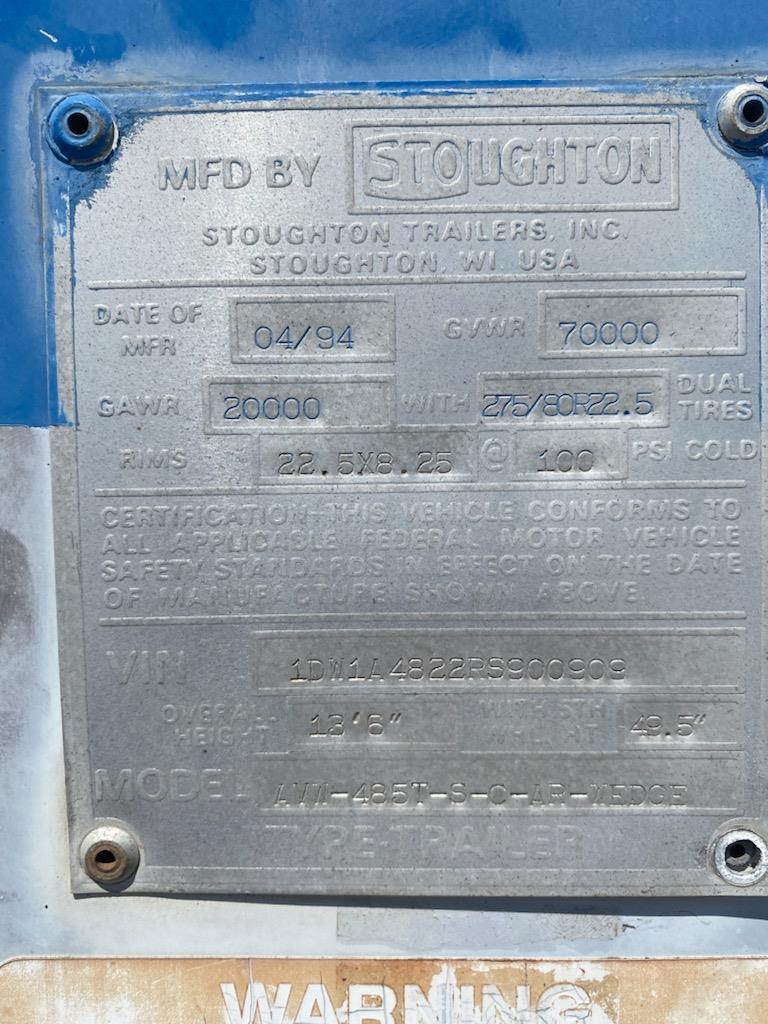 MFD BY STOUGHTON
STOUGHTON TRAILERS, INC.
STOUGHTON, WI. USA
DATE OF MFR 04/94 GVWR 70000
GAWR 20000 WITH 275/80R22.5 DUAL TIRES
RIMS 22.5X8.25 @ 100 PSI COLD
CERTIFICATION-THIS VEHICLE CONFORMS TO
ALL APPLICABLE FEDERAL MOTOR VEHICLE
SAFETY STANDARDS IN EFFECT ON THE DATE
OF MANUFACTURE SHOWN ABOVE.
VIN 1DW1A4822RS900909
OVERALL HEIGHT 13'6" WITH 5TH WHL HT 49.5"
MODEL AVW-485T-S-C-AR-WEDGE
TYPE-TRAILER
WARNING